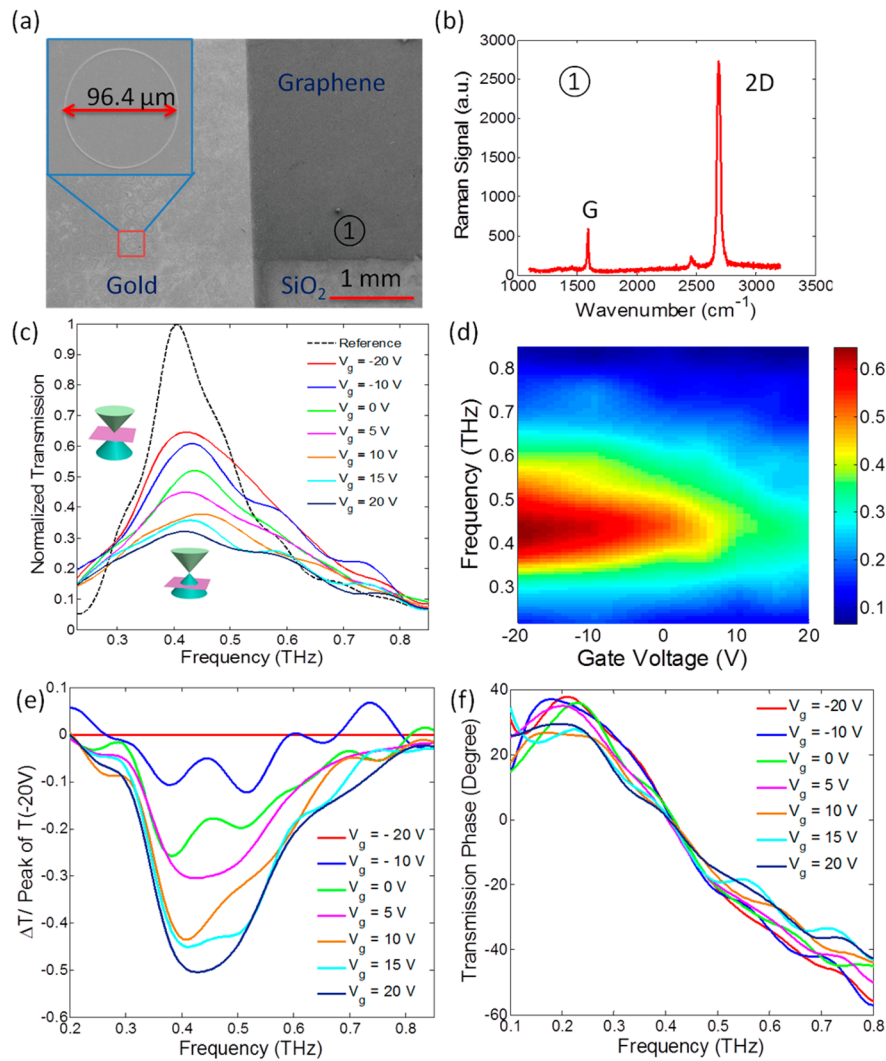 (a)
96.4 µm
Graphene
1
Gold
SiO2
1 mm
(b)
Raman Signal (a.u.)
3000
2500
2000
1500
1000
500
0
1
G
2D
1000 1500 2000 2500 3000 3500
Wavenumber (cm-1)
(c)
Normalized Transmission
1
0.9
0.8
0.7
0.6
0.5
0.4
0.3
0.2
0.1
0
Reference
Vg = -20 V
Vg = -10 V
Vg = 0 V
Vg = 5 V
Vg = 10 V
Vg = 15 V
Vg = 20 V
0.3 0.4 0.5 0.6 0.7 0.8
Frequency (THz)
(d)
Frequency (THz)
0.8
0.7
0.6
0.5
0.4
0.3
-20 -10 0 10 20
Gate Voltage (V)
0.6
0.5
0.4
0.3
0.2
0.1
(e)
ΔT/ Peak of T(-20V)
0.1
0
-0.1
-0.2
-0.3
-0.4
-0.5
-0.6
Vg = - 20 V
Vg = - 10 V
Vg = 0 V
Vg = 5 V
Vg = 10 V
Vg = 15 V
Vg = 20 V
0.2 0.3 0.4 0.5 0.6 0.7 0.8
Frequency (THz)
(f)
Transmission Phase (Degree)
40
20
0
-20
-40
-60
Vg = -20 V
Vg = -10 V
Vg = 0 V
Vg = 5 V
Vg = 10 V
Vg = 15 V
Vg = 20 V
0.1 0.2 0.3 0.4 0.5 0.6 0.7 0.8
Frequency (THz)